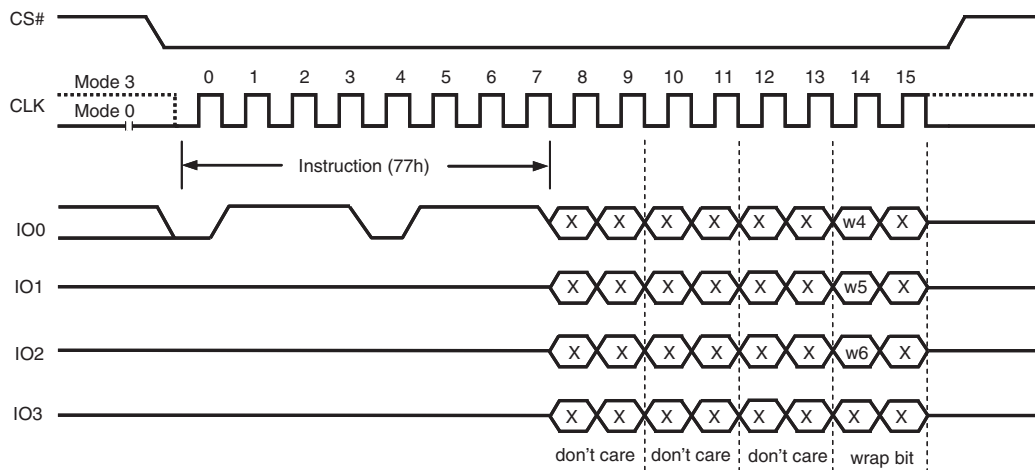 CS#
0 1 2 3 4 5 6 7 8 9 10 11 12 13 14 15
Mode 3
CLK
Mode 0
Instruction (77h)
IO0 X X X X X X w4 X
IO1 X X X X X X w5 X
IO2 X X X X X X w6 X
IO3 X X X X X X X X
don't care don't care don't care wrap bit